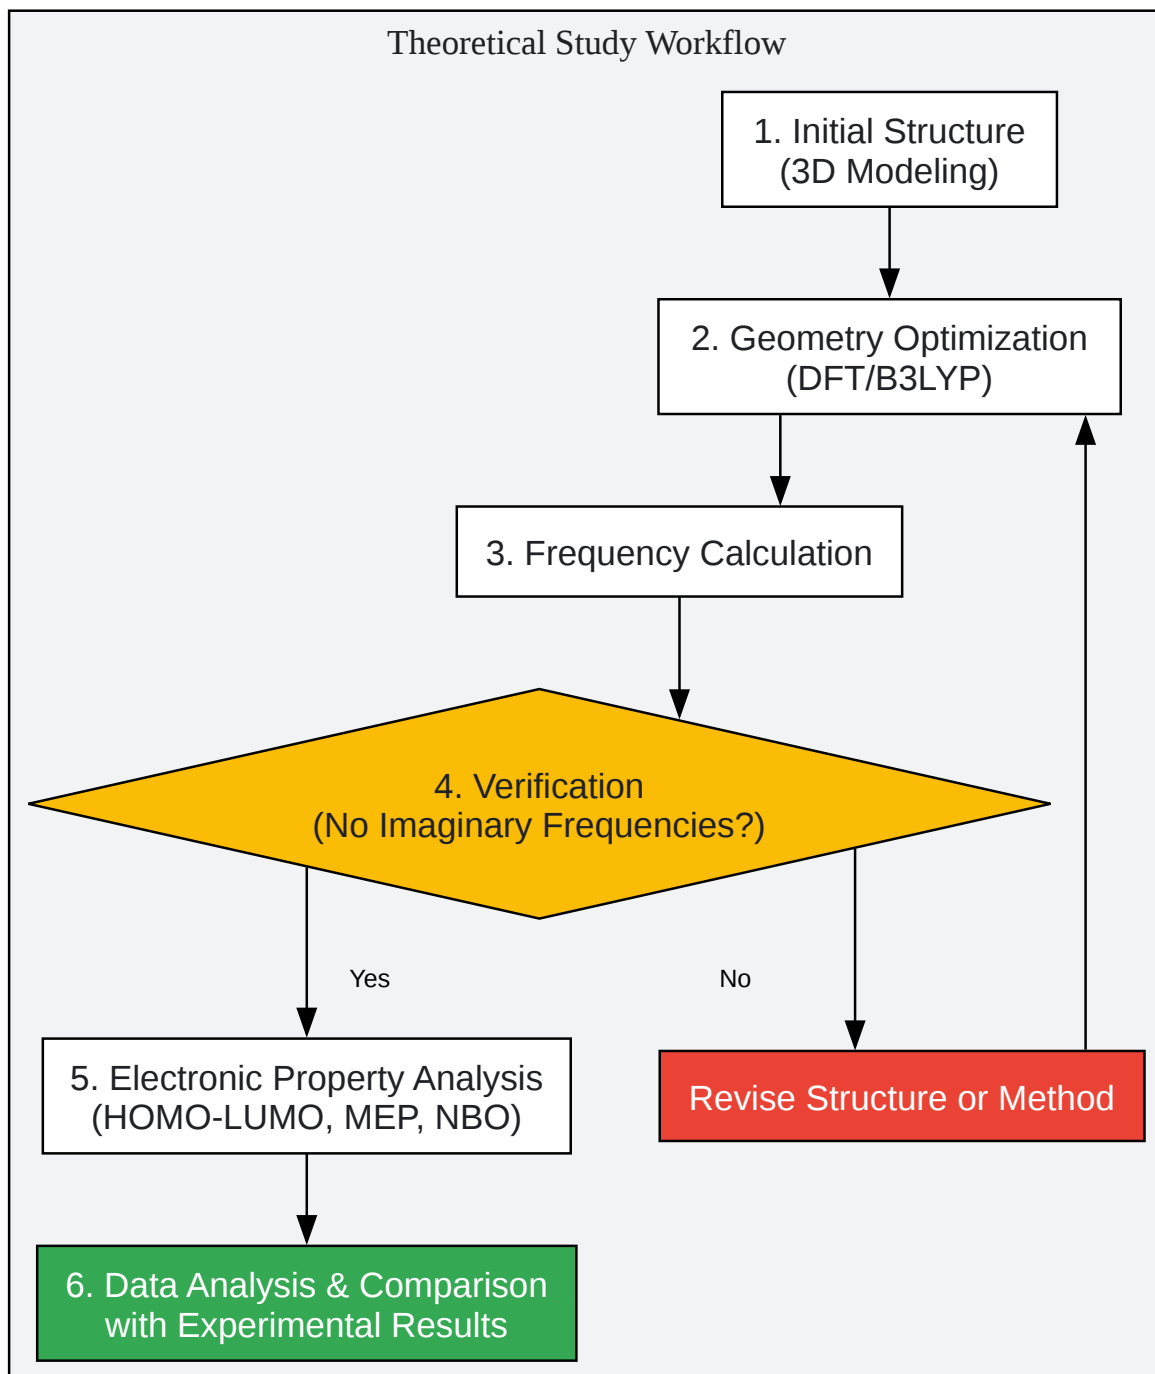 Theoretical Study Workflow
1. Initial Structure
(3D Modeling)
2. Geometry Optimization
(DFT/B3LYP)
3. Frequency Calculation
4. Verification
(No Imaginary Frequencies?)
Yes
No
5. Electronic Property Analysis
(HOMO-LUMO, MEP, NBO)
Revise Structure or Method
6. Data Analysis & Comparison
with Experimental Results